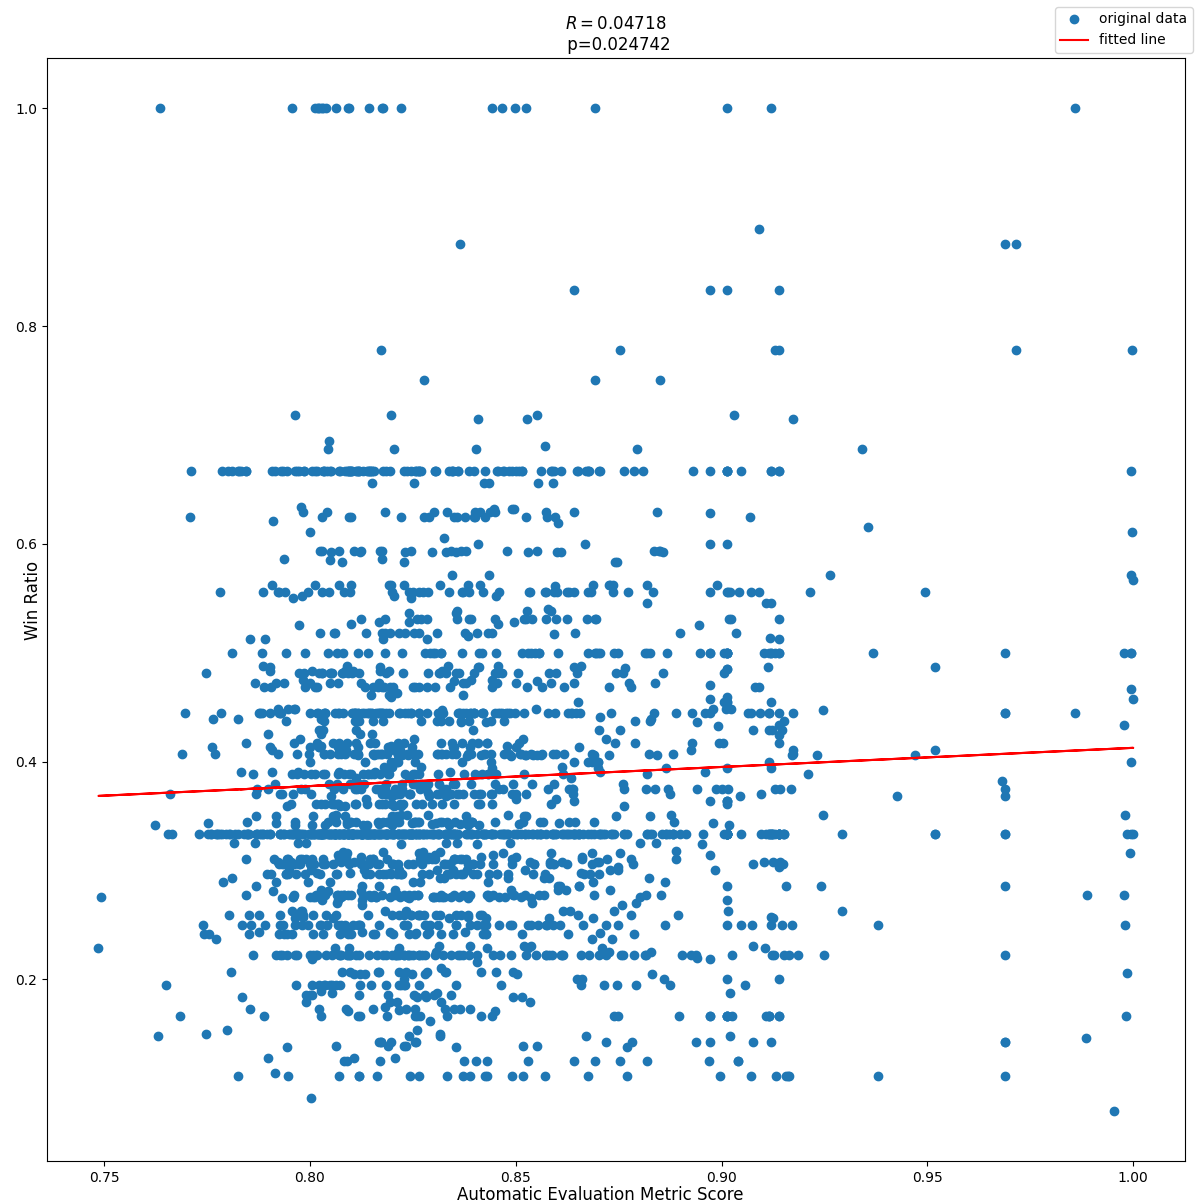 R = 0.04718
p=0.024742
original data
fitted line
1.0
0.8
0.6
0.4
0.2
Win Ratio
0.75
0.80
0.85
0.90
0.95
1.00
Automatic Evaluation Metric Score